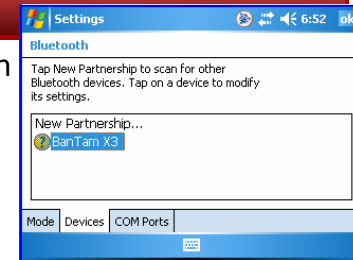 Settings 6:52 ok
Bluetooth
n
Tap New Partnership to scan for other
Bluetooth devices. Tap on a device to modify
its settings.
New Partnership...
BanTam X3
Mode Devices COM Ports